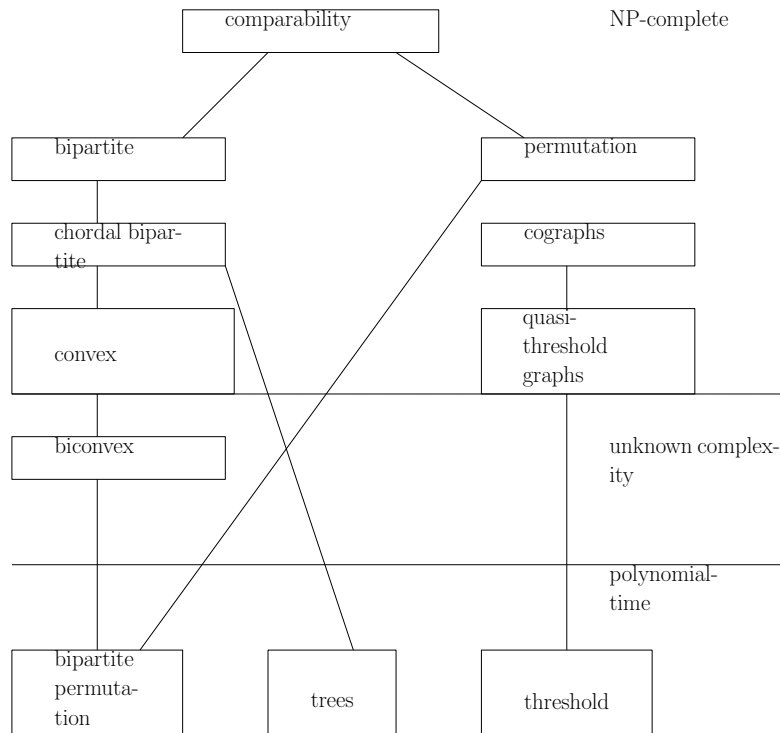 comparability
NP-complete
bipartite
permutation
chordal bipar-
tite
cographs
convex
quasi-
threshold
graphs
biconvex
unknown complex-
ity
polynomial-
time
bipartite
permuta-
tion
trees
threshold